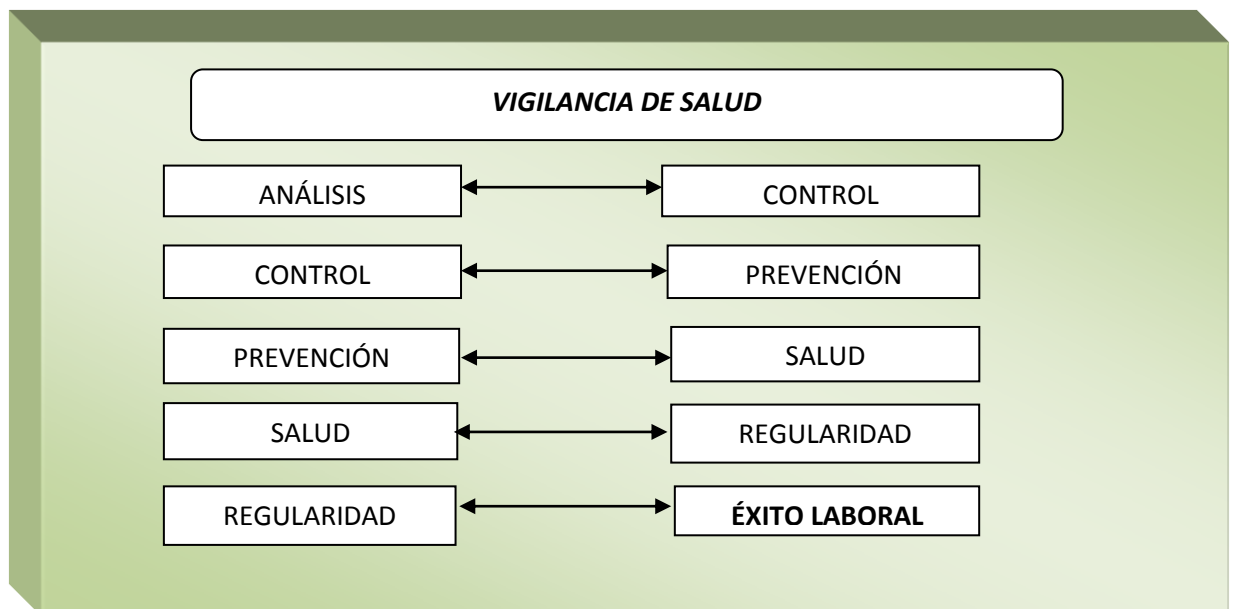 VIGILANCIA DE SALUD
ANÁLISIS
CONTROL
CONTROL
PREVENCIÓN
PREVENCIÓN
SALUD
SALUD
REGULARIDAD
REGULARIDAD
ÉXITO LABORAL